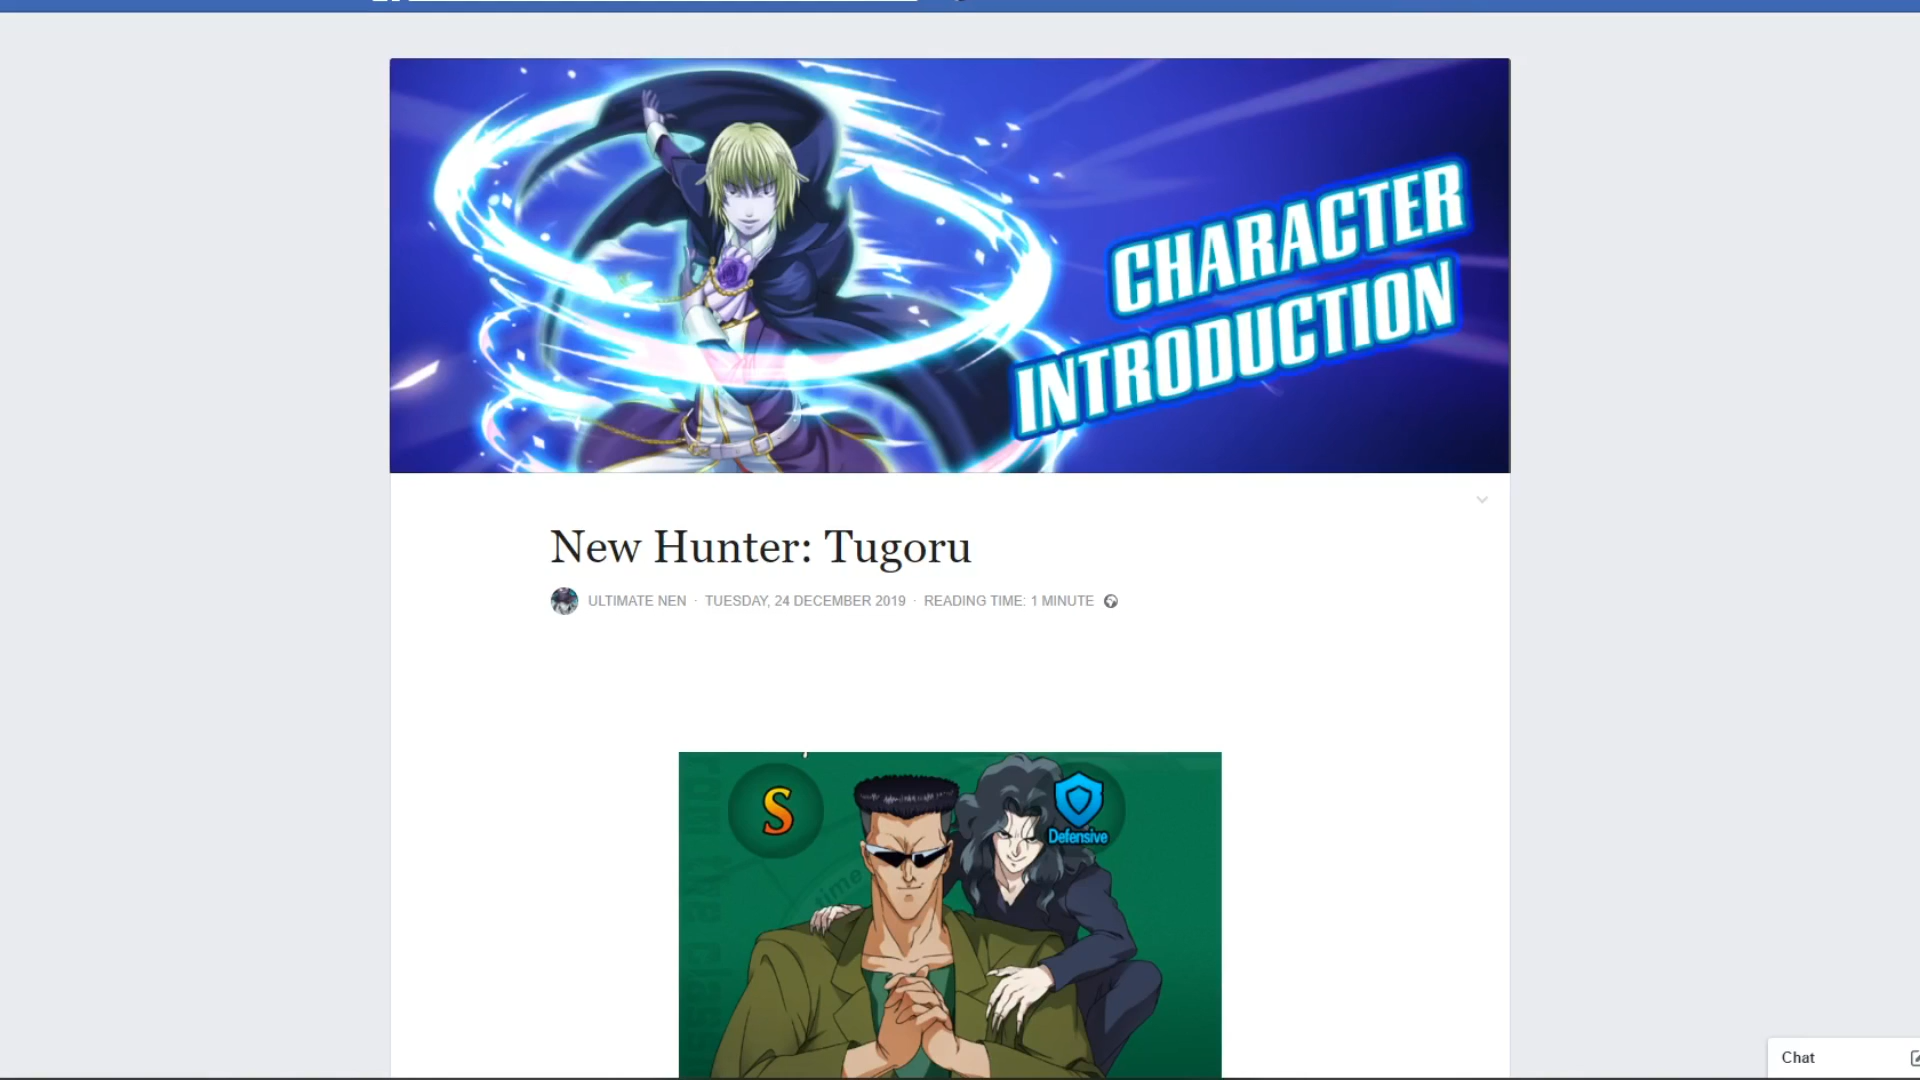 CHARACTER
INTRODUCTION
New Hunter: Tugoru
ULTIMATE NEN · TUESDAY, 24 DECEMBER 2019 · READING TIME: 1 MINUTE
S
Defensive
Chat